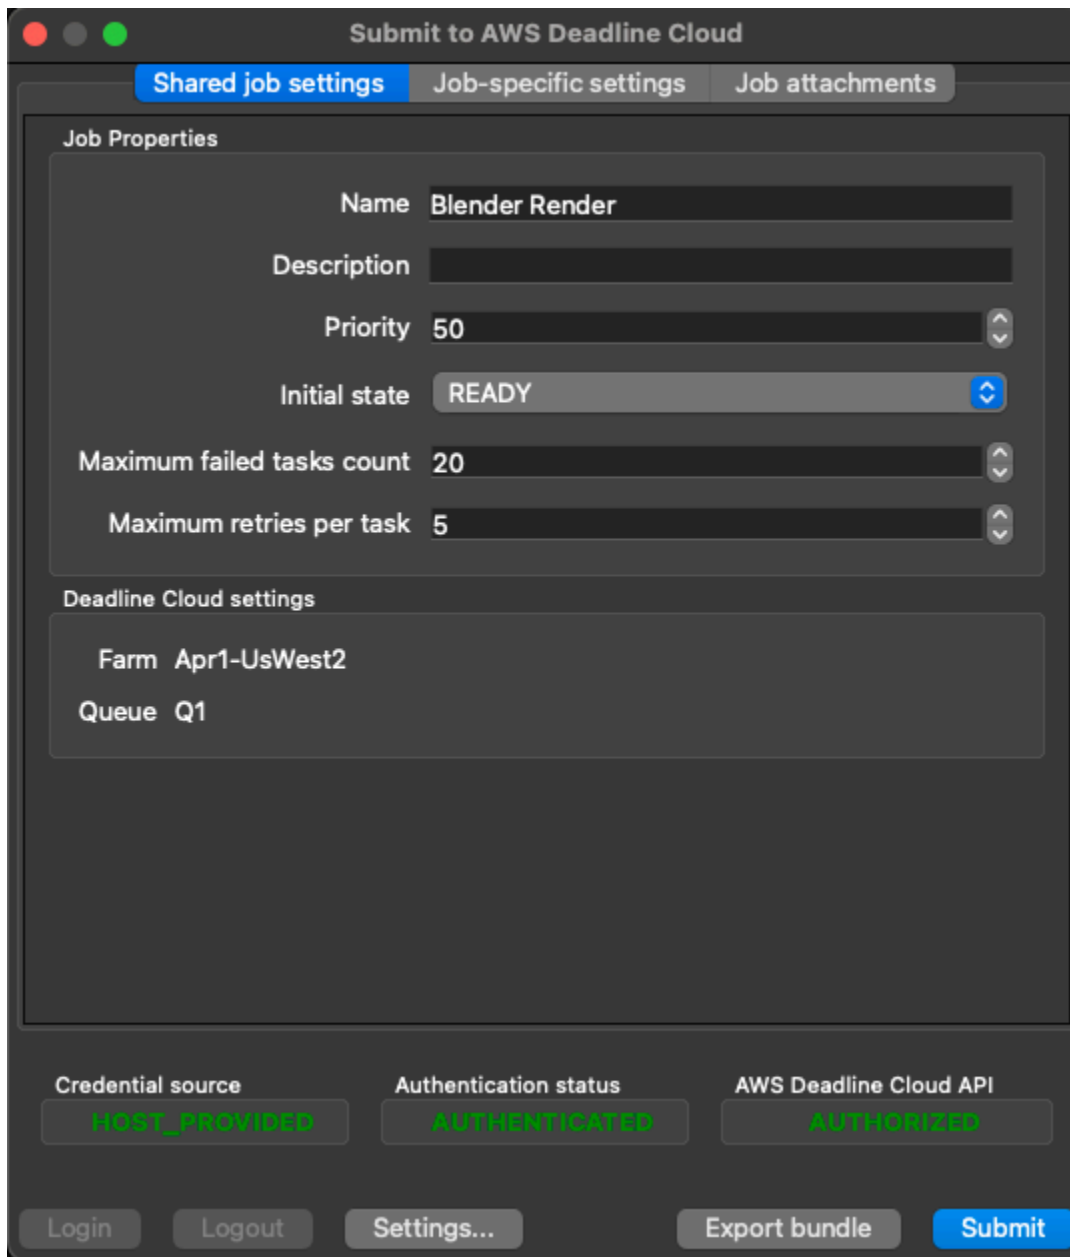 Submit to AWS Deadline Cloud
Shared job settings Job-specific settings Job attachments
Job Properties
Name Blender Render
Description
Priority 50
Initial state READY
Maximum failed tasks count 20
Maximum retries per task 5
Deadline Cloud settings
Farm Apr1-UsWest2
Queue Q1
Credential source Authentication status AWS Deadline Cloud API
HOST_PROVIDED AUTHENTICATED AUTHORIZED
Login Logout Settings... Export bundle Submit